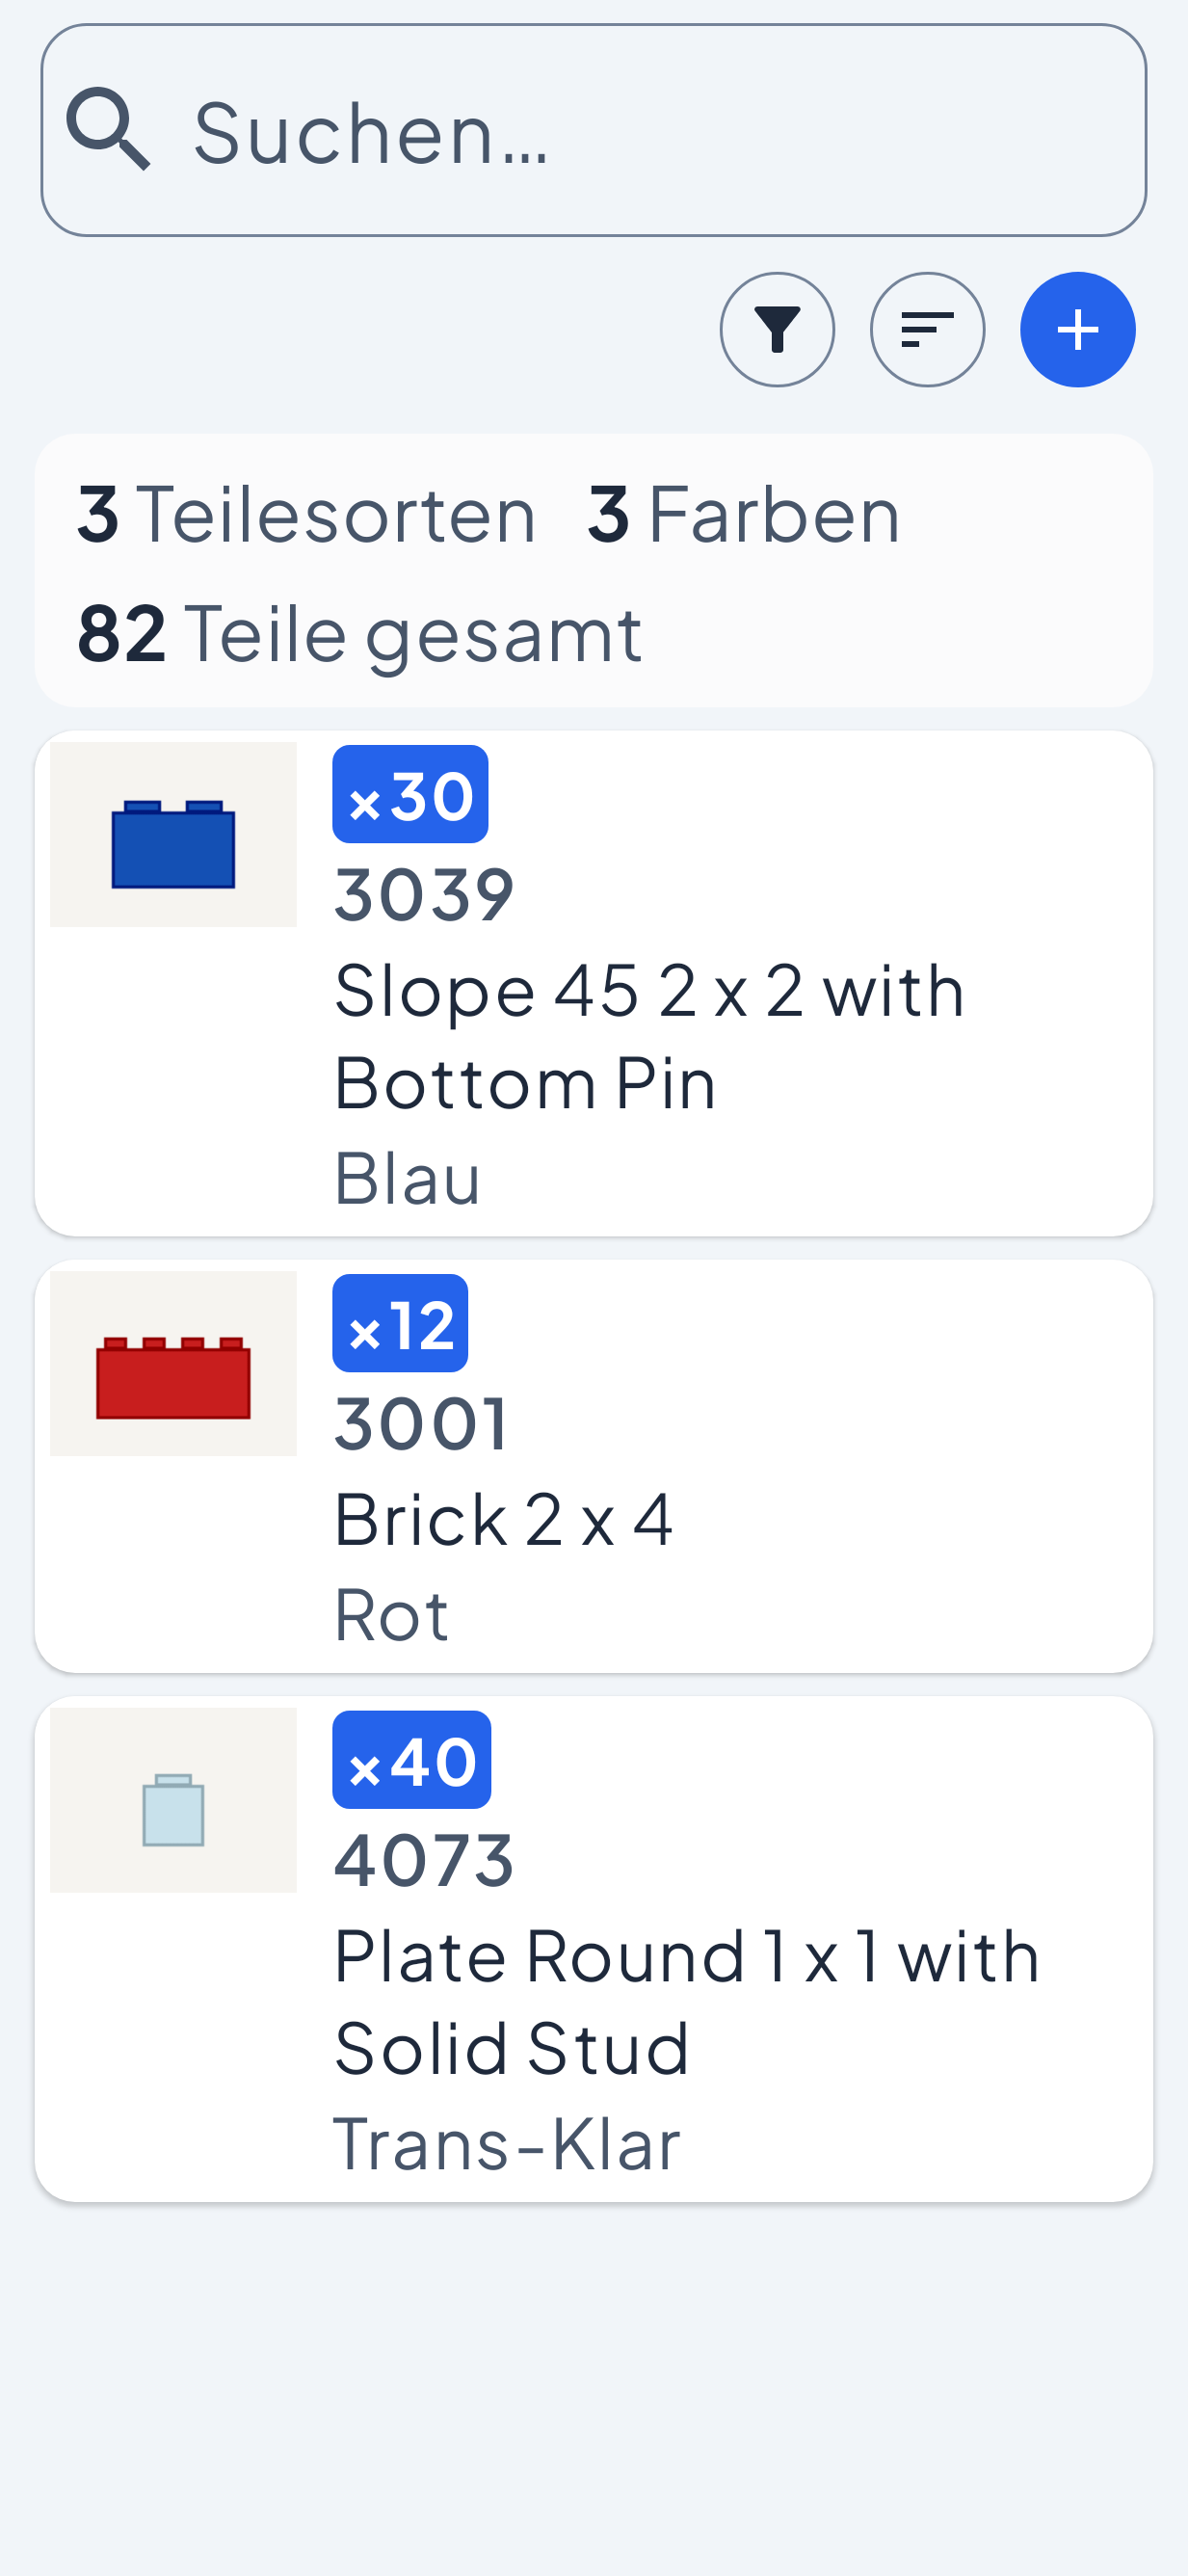 Suchen…
3 Teilesorten 3 Farben
82 Teile gesamt
×30
3039
Slope 45 2 x 2 with
Bottom Pin
Blau
×12
3001
Brick 2 x 4
Rot
×40
4073
Plate Round 1 x 1 with
Solid Stud
Trans-Klar